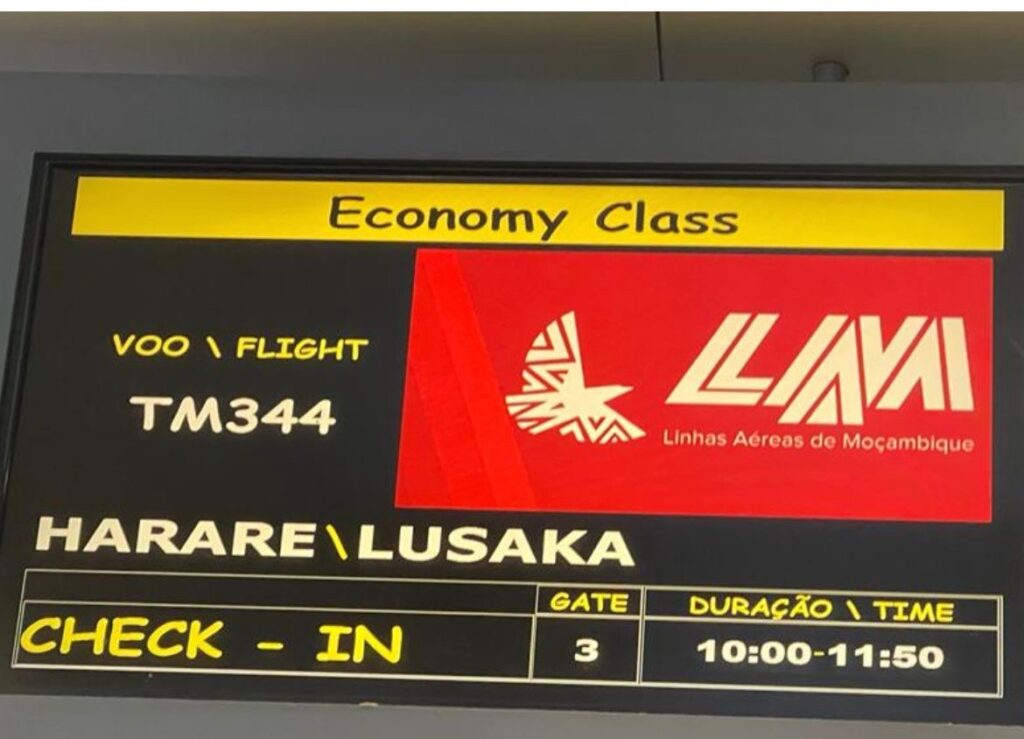 Economy Class
VOO \ FLIGHT
TM344
LAM
Linhas Aéreas de Moçambique
HARARE\LUSAKA
GATE
DURAÇÃO \ TIME
CHECK - IN
3
10:00-11:50